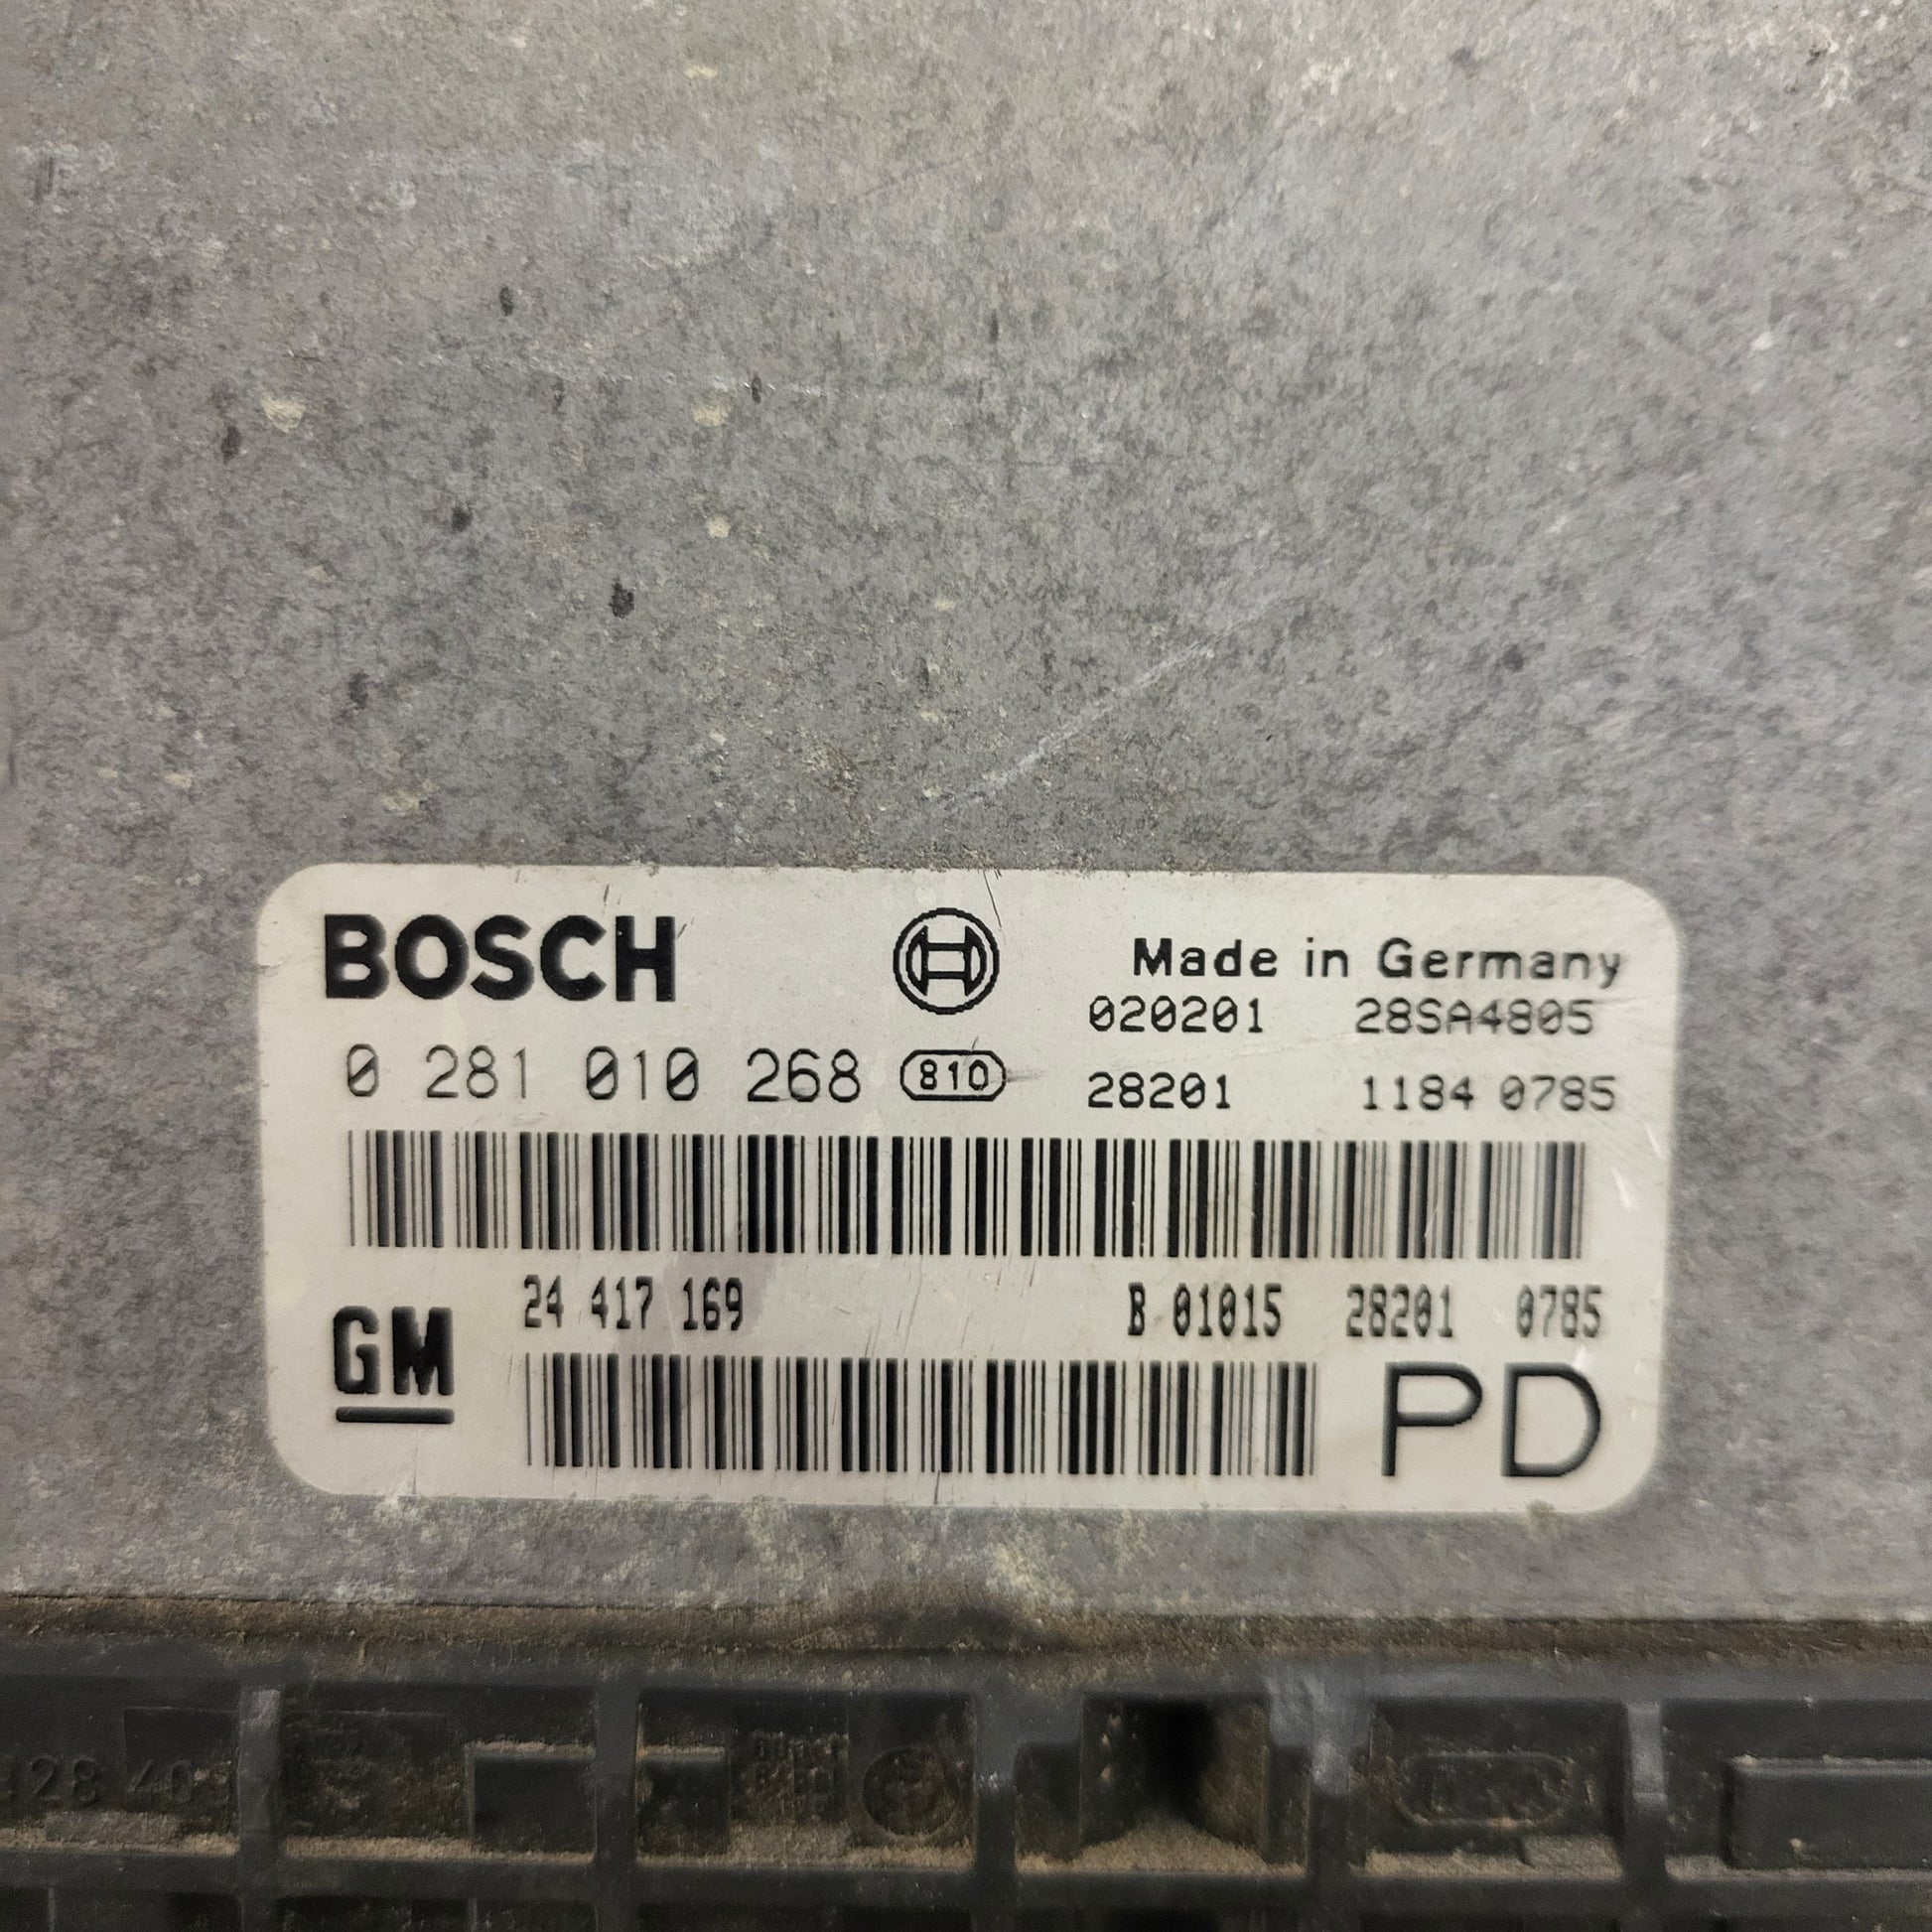 BOSCH
Made in Germany
020201 28SA4805
0 281 010 268 810 28201 1184 0785
24 417 169 B 01015 28201 0785
GM PD